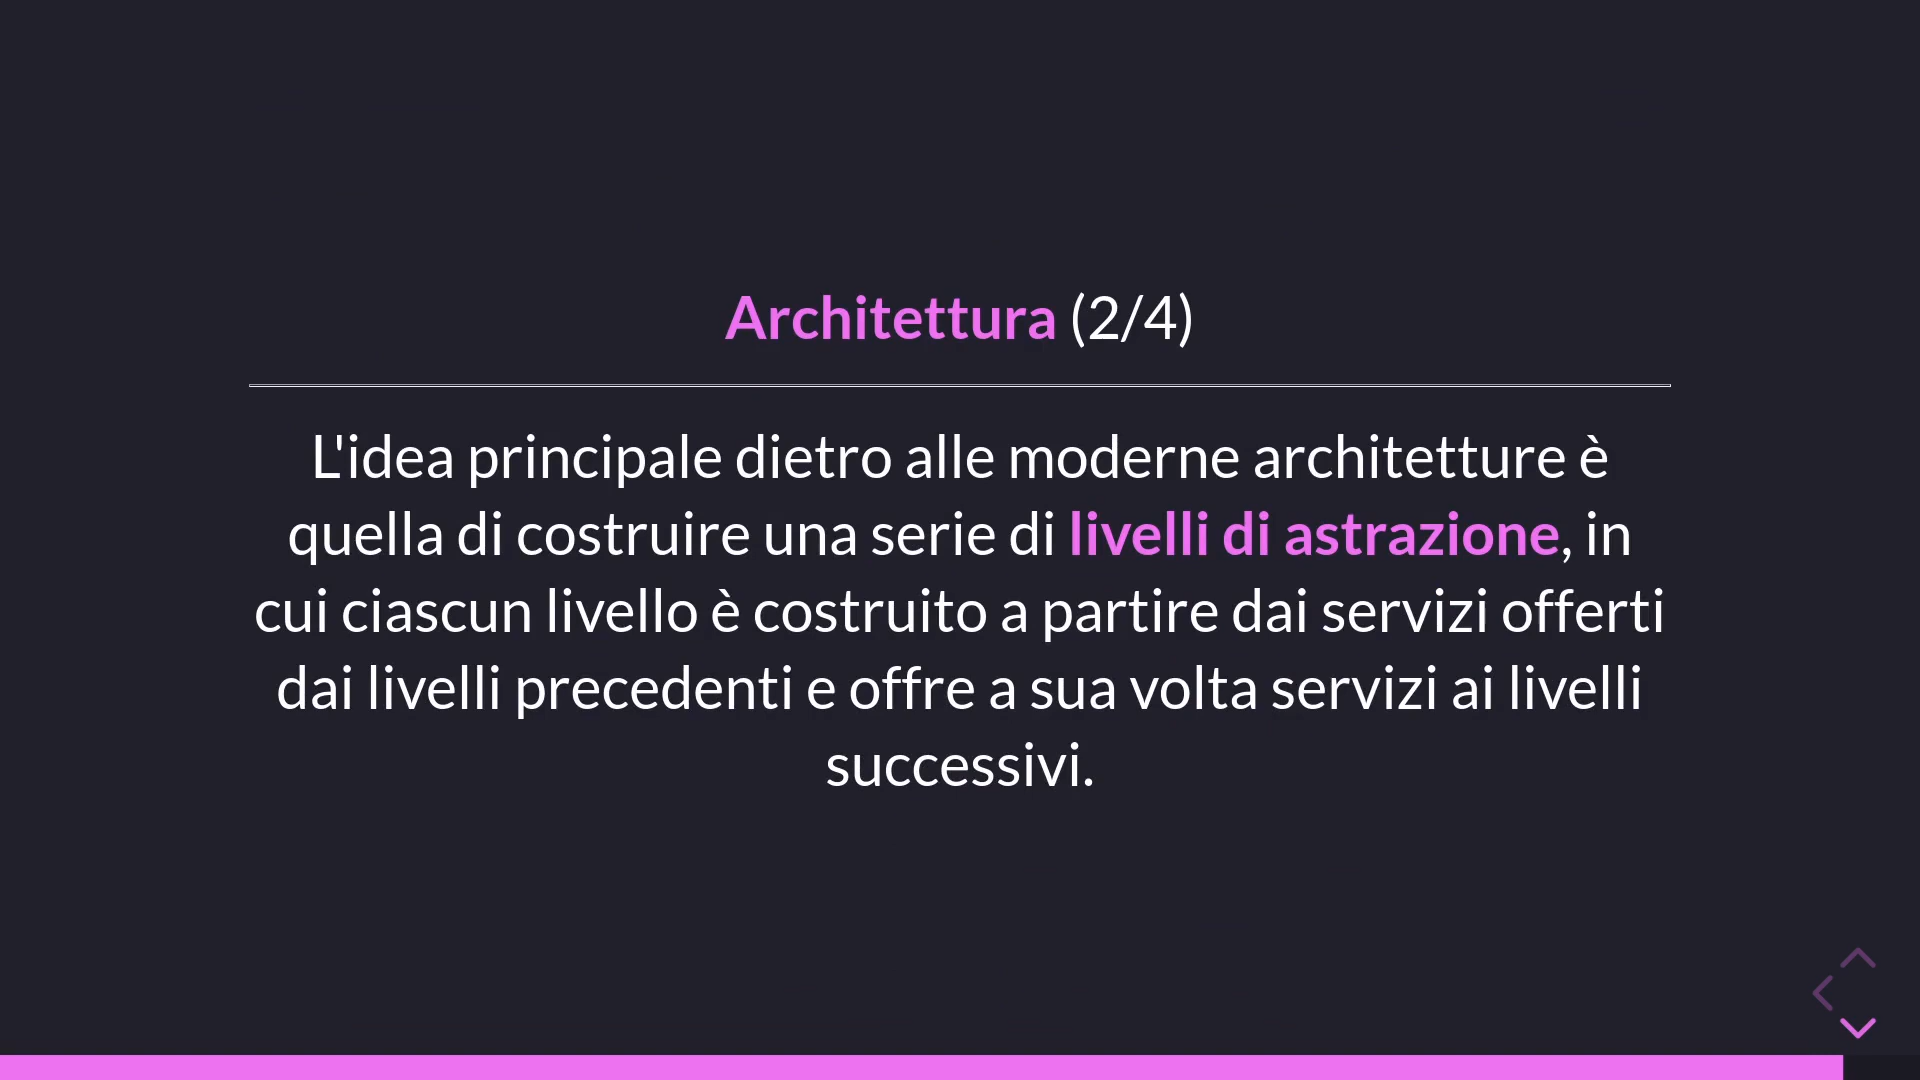 Architettura (2/4)
L'idea principale dietro alle moderne architetture è
quella di costruire una serie di livelli di astrazione, in
cui ciascun livello è costruito a partire dai servizi offerti
dai livelli precedenti e offre a sua volta servizi ai livelli
successivi.